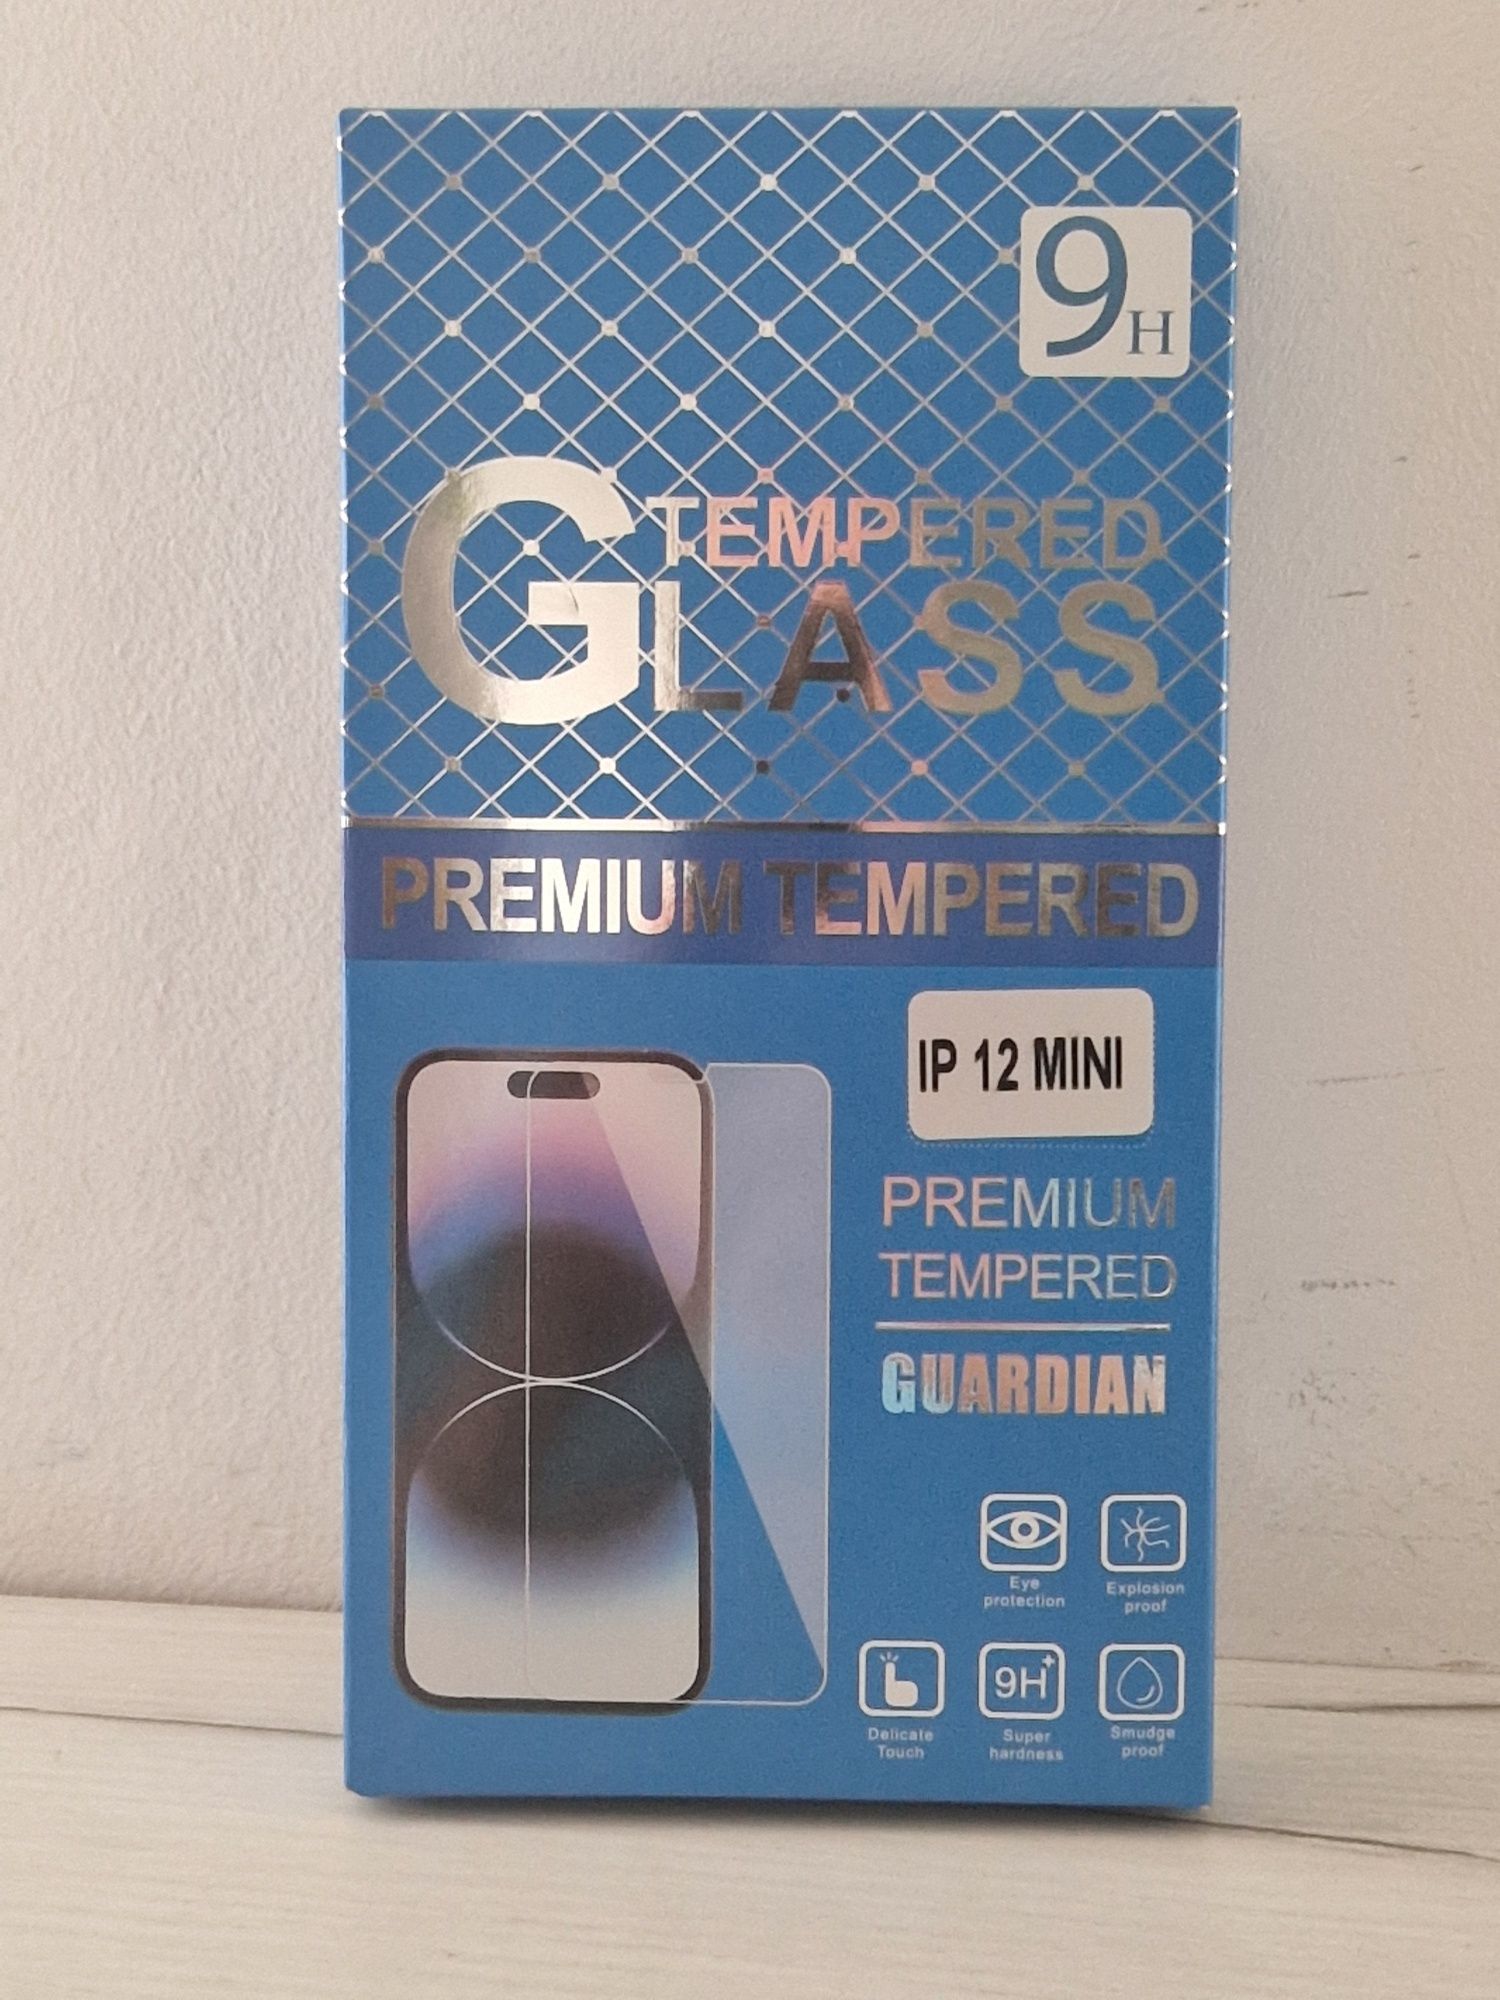 9H
TEMPERED
GLASS
PREMIUM TEMPERED
IP 12 MINI
PREMIUM
TEMPERED
GUARDIAN
Eye
protection
Explosion
proof
9H+
Delicate
Touch
Super
hardness
Smudge
proof